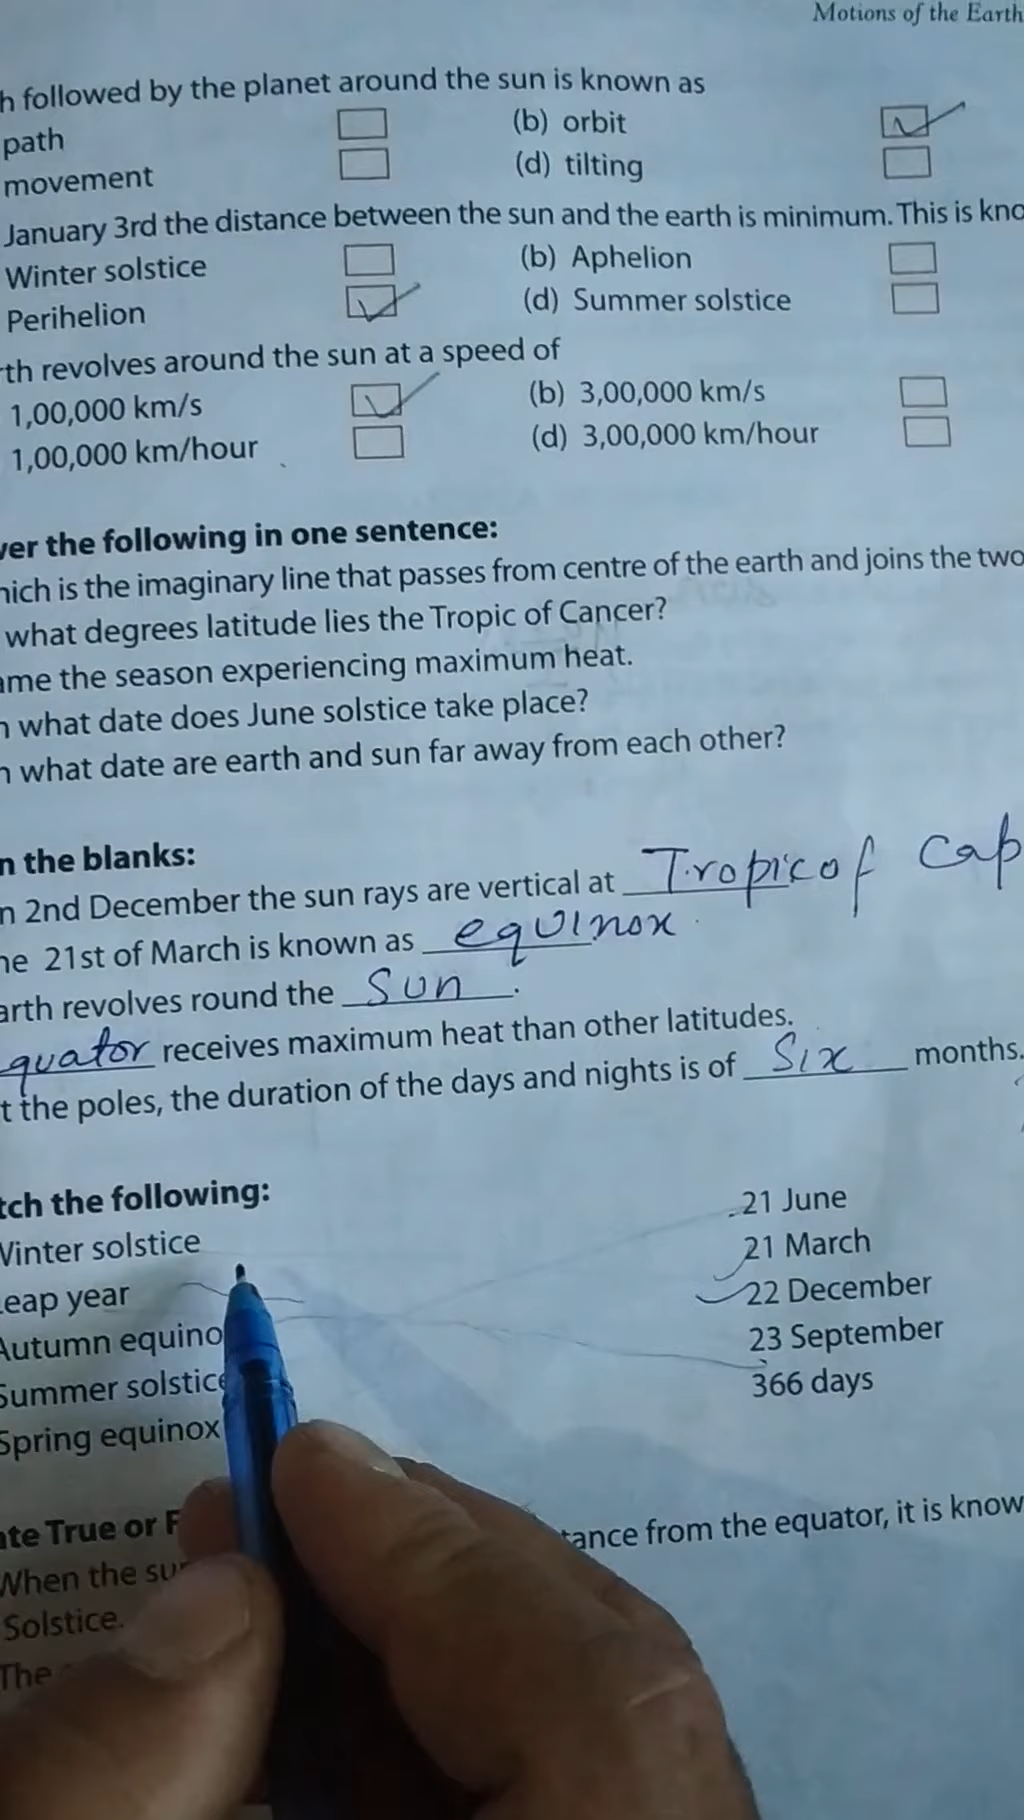 Motions of the Earth
h followed by the planet around the sun is known as
path (b) orbit
movement (d) tilting
January 3rd the distance between the sun and the earth is minimum. This is kno
Winter solstice (b) Aphelion
Perihelion (d) Summer solstice
rth revolves around the sun at a speed of
1,00,000 km/s (b) 3,00,000 km/s
1,00,000 km/hour (d) 3,00,000 km/hour
ver the following in one sentence:
hich is the imaginary line that passes from centre of the earth and joins the two
what degrees latitude lies the Tropic of Cancer?
ame the season experiencing maximum heat.
n what date does June solstice take place?
n what date are earth and sun far away from each other?
n the blanks:
n 2nd December the sun rays are vertical at Tropic of Cap
he 21st of March is known as equinox.
arth revolves round the Sun.
quator receives maximum heat than other latitudes.
t the poles, the duration of the days and nights is of Six months.
tch the following:
Winter solstice 21 June
Leap year 21 March
Autumn equino 22 December
Summer solstice 23 September
Spring equinox 366 days
ate True or F
When the su tance from the equator, it is know
Solstice.
The